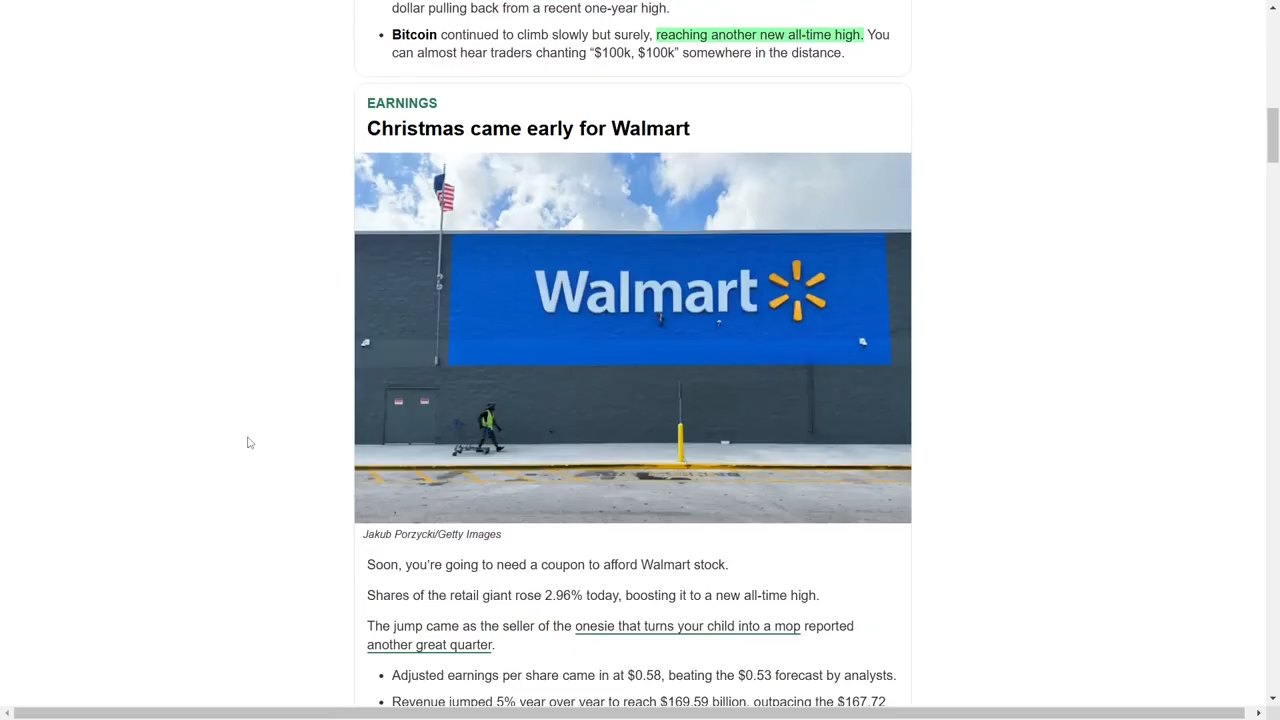 dollar pulling back from a recent one-year high.
• Bitcoin continued to climb slowly but surely, reaching another new all-time high. You
can almost hear traders chanting “$100k, $100k” somewhere in the distance.
EARNINGS
Christmas came early for Walmart
Walmart
Jakub Porzycki/Getty Images
Soon, you’re going to need a coupon to afford Walmart stock.
Shares of the retail giant rose 2.96% today, boosting it to a new all-time high.
The jump came as the seller of the onesie that turns your child into a mop reported
another great quarter.
• Adjusted earnings per share came in at $0.58, beating the $0.53 forecast by analysts.
• Revenue jumped 5% year over year to reach $169.59 billion, outpacing the $167.72